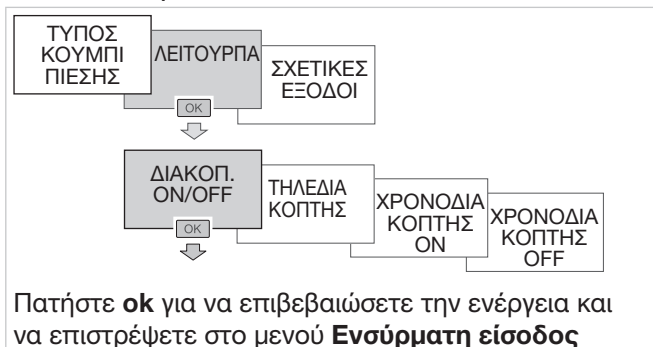 ΤΥΠΟΣ
ΚΟΥΜΠΙ
ΠΙΕΣΗΣ
ΛΕΙΤΟΥΡΠΑ
ΣΧΕΤΙΚΕΣ
ΕΞΟΔΟΙ
OK
ΔΙΑΚΟΠ.
ON/OFF
ΤΗΛΕΔΙΑ
ΚΟΠΤΗΣ
ΧΡΟΝΟΔΙΑ
ΚΟΠΤΗΣ
ON
ΧΡΟΝΟΔΙΑ
ΚΟΠΤΗΣ
OFF
OK
Πατήστε ok για να επιβεβαιώσετε την ενέργεια και
να επιστρέψετε στο μενού Ενσύρματη είσοδος